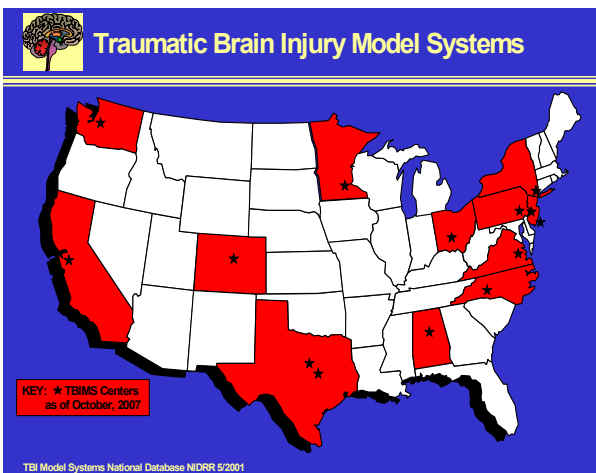 Traumatic Brain Injury Model Systems
KEY: ★ TBIMS Centers
as of October, 2007
TBI Model Systems National Database NIDRR 5/2001